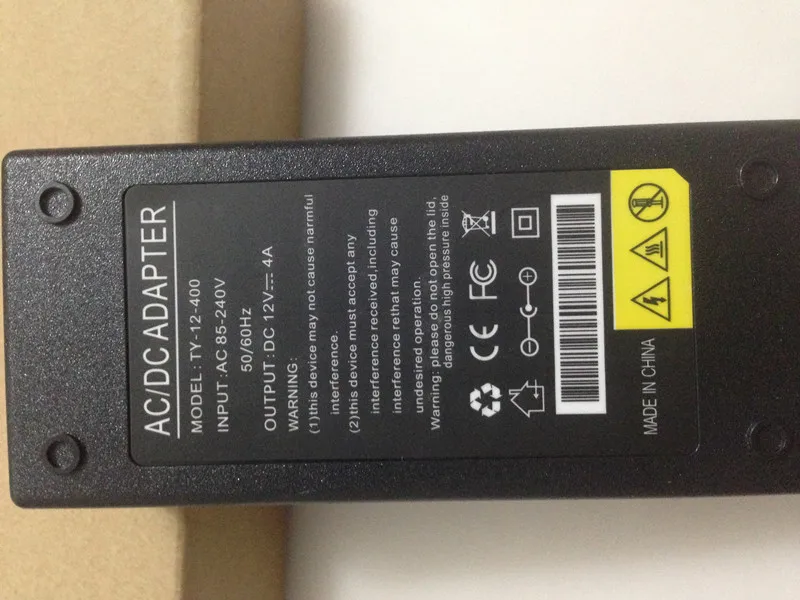 AC/DC ADAPTER
MODEL: TY-12-400
INPUT:AC 85-240V
50/60Hz
OUTPUT:DC 12V⎓4A
WARNING:
(1)this device may not cause narmful
interference.
(2)this device must accept any
interference received,including
interference rethat may cause
undesired operation.
Warning: please do not open the lid,
dangerous high pressure inside
CE FC
MADE IN CHINA